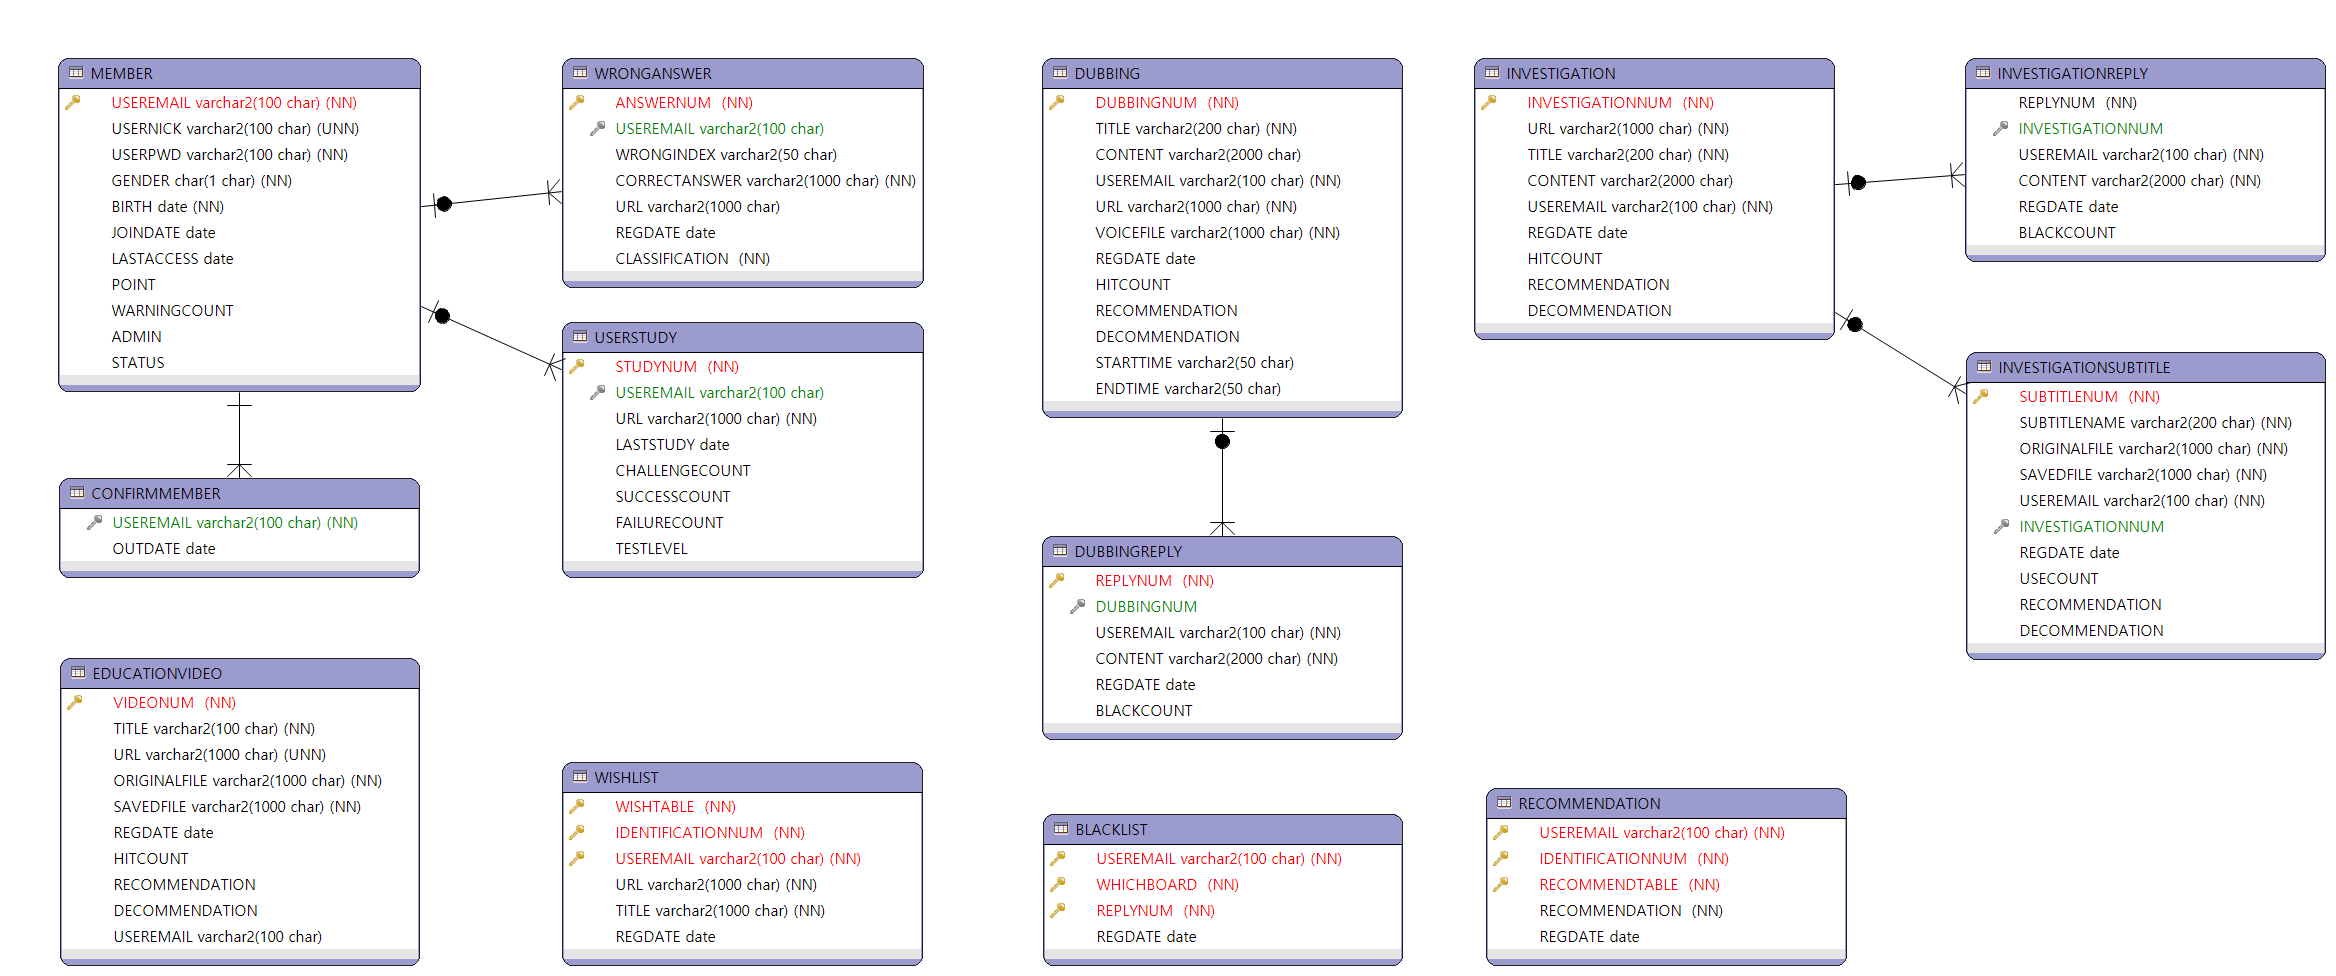 MEMBER
USEREMAIL varchar2(100 char) (NN)
USERNICK varchar2(100 char) (UNN)
USERPWD varchar2(100 char) (NN)
GENDER char(1 char) (NN)
BIRTH date (NN)
JOINDATE date
LASTACCESS date
POINT
WARNINGCOUNT
ADMIN
STATUS
CONFIRMMEMBER
USEREMAIL varchar2(100 char) (NN)
OUTDATE date
EDUCATIONVIDEO
VIDEONUM (NN)
TITLE varchar2(100 char) (NN)
URL varchar2(1000 char) (UNN)
ORIGINALFILE varchar2(1000 char) (NN)
SAVEDFILE varchar2(1000 char) (NN)
REGDATE date
HITCOUNT
RECOMMENDATION
DECOMMENDATION
USEREMAIL varchar2(100 char)
WRONGANSWER
ANSWERNUM (NN)
USEREMAIL varchar2(100 char)
WRONGINDEX varchar2(50 char)
CORRECTANSWER varchar2(1000 char) (NN)
URL varchar2(1000 char)
REGDATE date
CLASSIFICATION (NN)
USERSTUDY
STUDYNUM (NN)
USEREMAIL varchar2(100 char)
URL varchar2(1000 char) (NN)
LASTSTUDY date
CHALLENGECOUNT
SUCCESSCOUNT
FAILURECOUNT
TESTLEVEL
WISHLIST
WISHTABLE (NN)
IDENTIFICATIONNUM (NN)
USEREMAIL varchar2(100 char) (NN)
URL varchar2(1000 char) (NN)
TITLE varchar2(1000 char) (NN)
REGDATE date
DUBBING
DUBBINGNUM (NN)
TITLE varchar2(200 char) (NN)
CONTENT varchar2(2000 char)
USEREMAIL varchar2(100 char) (NN)
URL varchar2(1000 char) (NN)
VOICEFILE varchar2(1000 char) (NN)
REGDATE date
HITCOUNT
RECOMMENDATION
DECOMMENDATION
STARTTIME varchar2(50 char)
ENDTIME varchar2(50 char)
DUBBINGREPLY
REPLYNUM (NN)
DUBBINGNUM
USEREMAIL varchar2(100 char) (NN)
CONTENT varchar2(2000 char) (NN)
REGDATE date
BLACKCOUNT
BLACKLIST
USEREMAIL varchar2(100 char) (NN)
WHICHBOARD (NN)
REPLYNUM (NN)
REGDATE date
INVESTIGATION
INVESTIGATIONNUM (NN)
URL varchar2(1000 char) (NN)
TITLE varchar2(200 char) (NN)
CONTENT varchar2(2000 char)
USEREMAIL varchar2(100 char) (NN)
REGDATE date
HITCOUNT
RECOMMENDATION
DECOMMENDATION
RECOMMENDATION
USEREMAIL varchar2(100 char) (NN)
IDENTIFICATIONNUM (NN)
RECOMMENDTABLE (NN)
RECOMMENDATION (NN)
REGDATE date
INVESTIGATIONREPLY
REPLYNUM (NN)
INVESTIGATIONNUM
USEREMAIL varchar2(100 char) (NN)
CONTENT varchar2(2000 char) (NN)
REGDATE date
BLACKCOUNT
INVESTIGATIONSUBTITLE
SUBTITLENUM (NN)
SUBTITLENAME varchar2(200 char) (NN)
ORIGINALFILE varchar2(1000 char) (NN)
SAVEDFILE varchar2(1000 char) (NN)
USEREMAIL varchar2(100 char) (NN)
INVESTIGATIONNUM
REGDATE date
USECOUNT
RECOMMENDATION
DECOMMENDATION